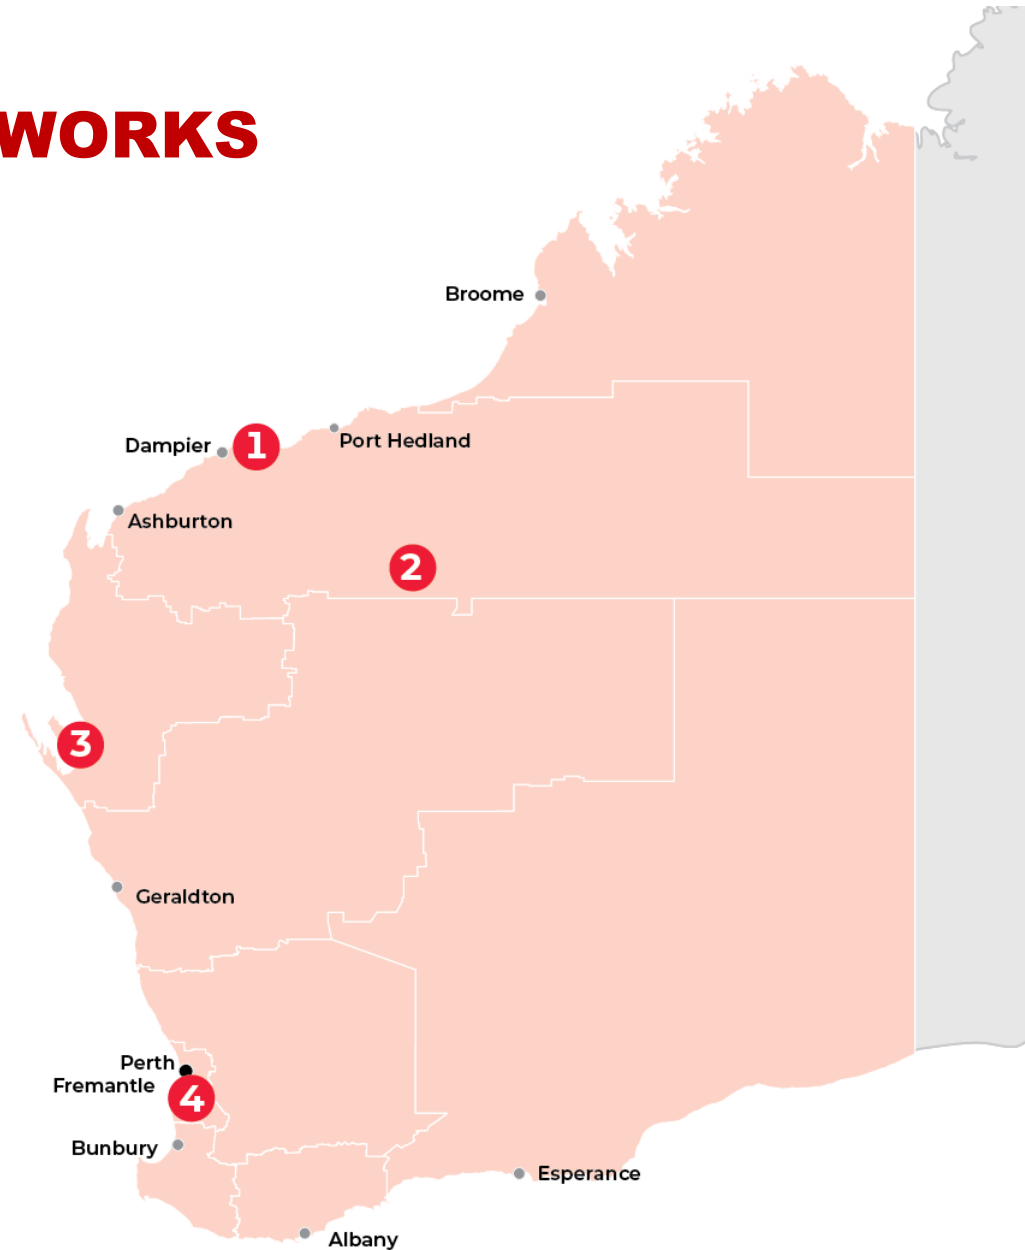 WORKS
Broome
Dampier
1
Port Hedland
Ashburton
2
3
Geraldton
Perth
Fremantle
4
Bunbury
Esperance
Albany